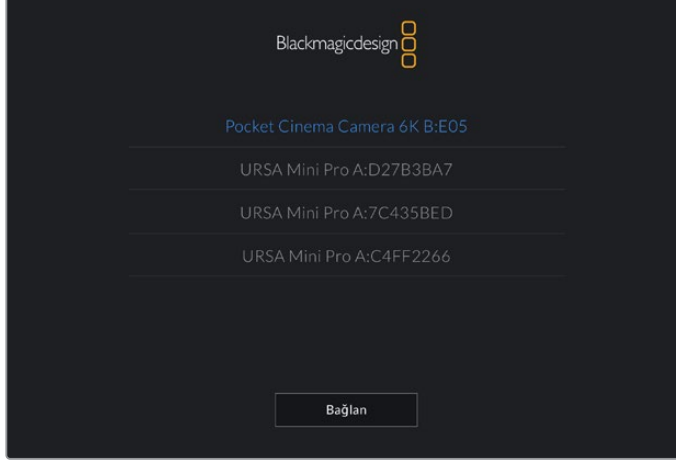 Blackmagicdesign
Pocket Cinema Camera 6K B:E05
URSA Mini Pro A:D27B3BA7
URSA Mini Pro A:7C435BED
URSA Mini Pro A:C4FF2266
Bağlan